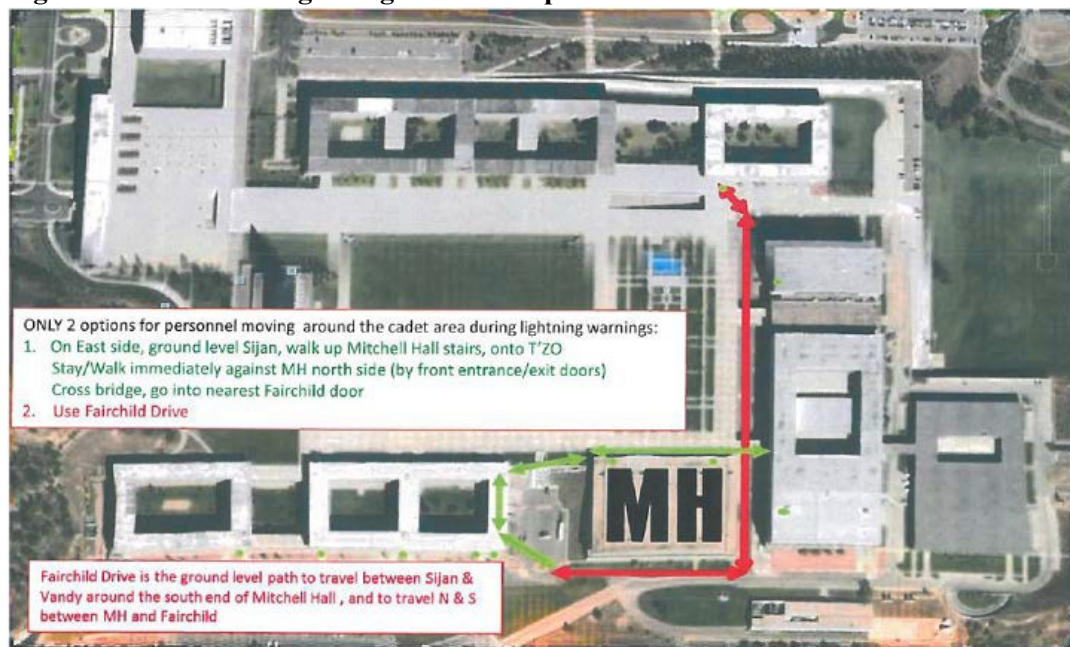 ONLY 2 options for personnel moving around the cadet area during lightning warnings:
1. On East side, ground level Sijan, walk up Mitchell Hall stairs, onto T'ZO
Stay/Walk immediately against MH north side (by front entrance/exit doors)
Cross bridge, go into nearest Fairchild door
2. Use Fairchild Drive
MH
Fairchild Drive is the ground level path to travel between Sijan &
Vandy around the south end of Mitchell Hall , and to travel N & S
between MH and Fairchild